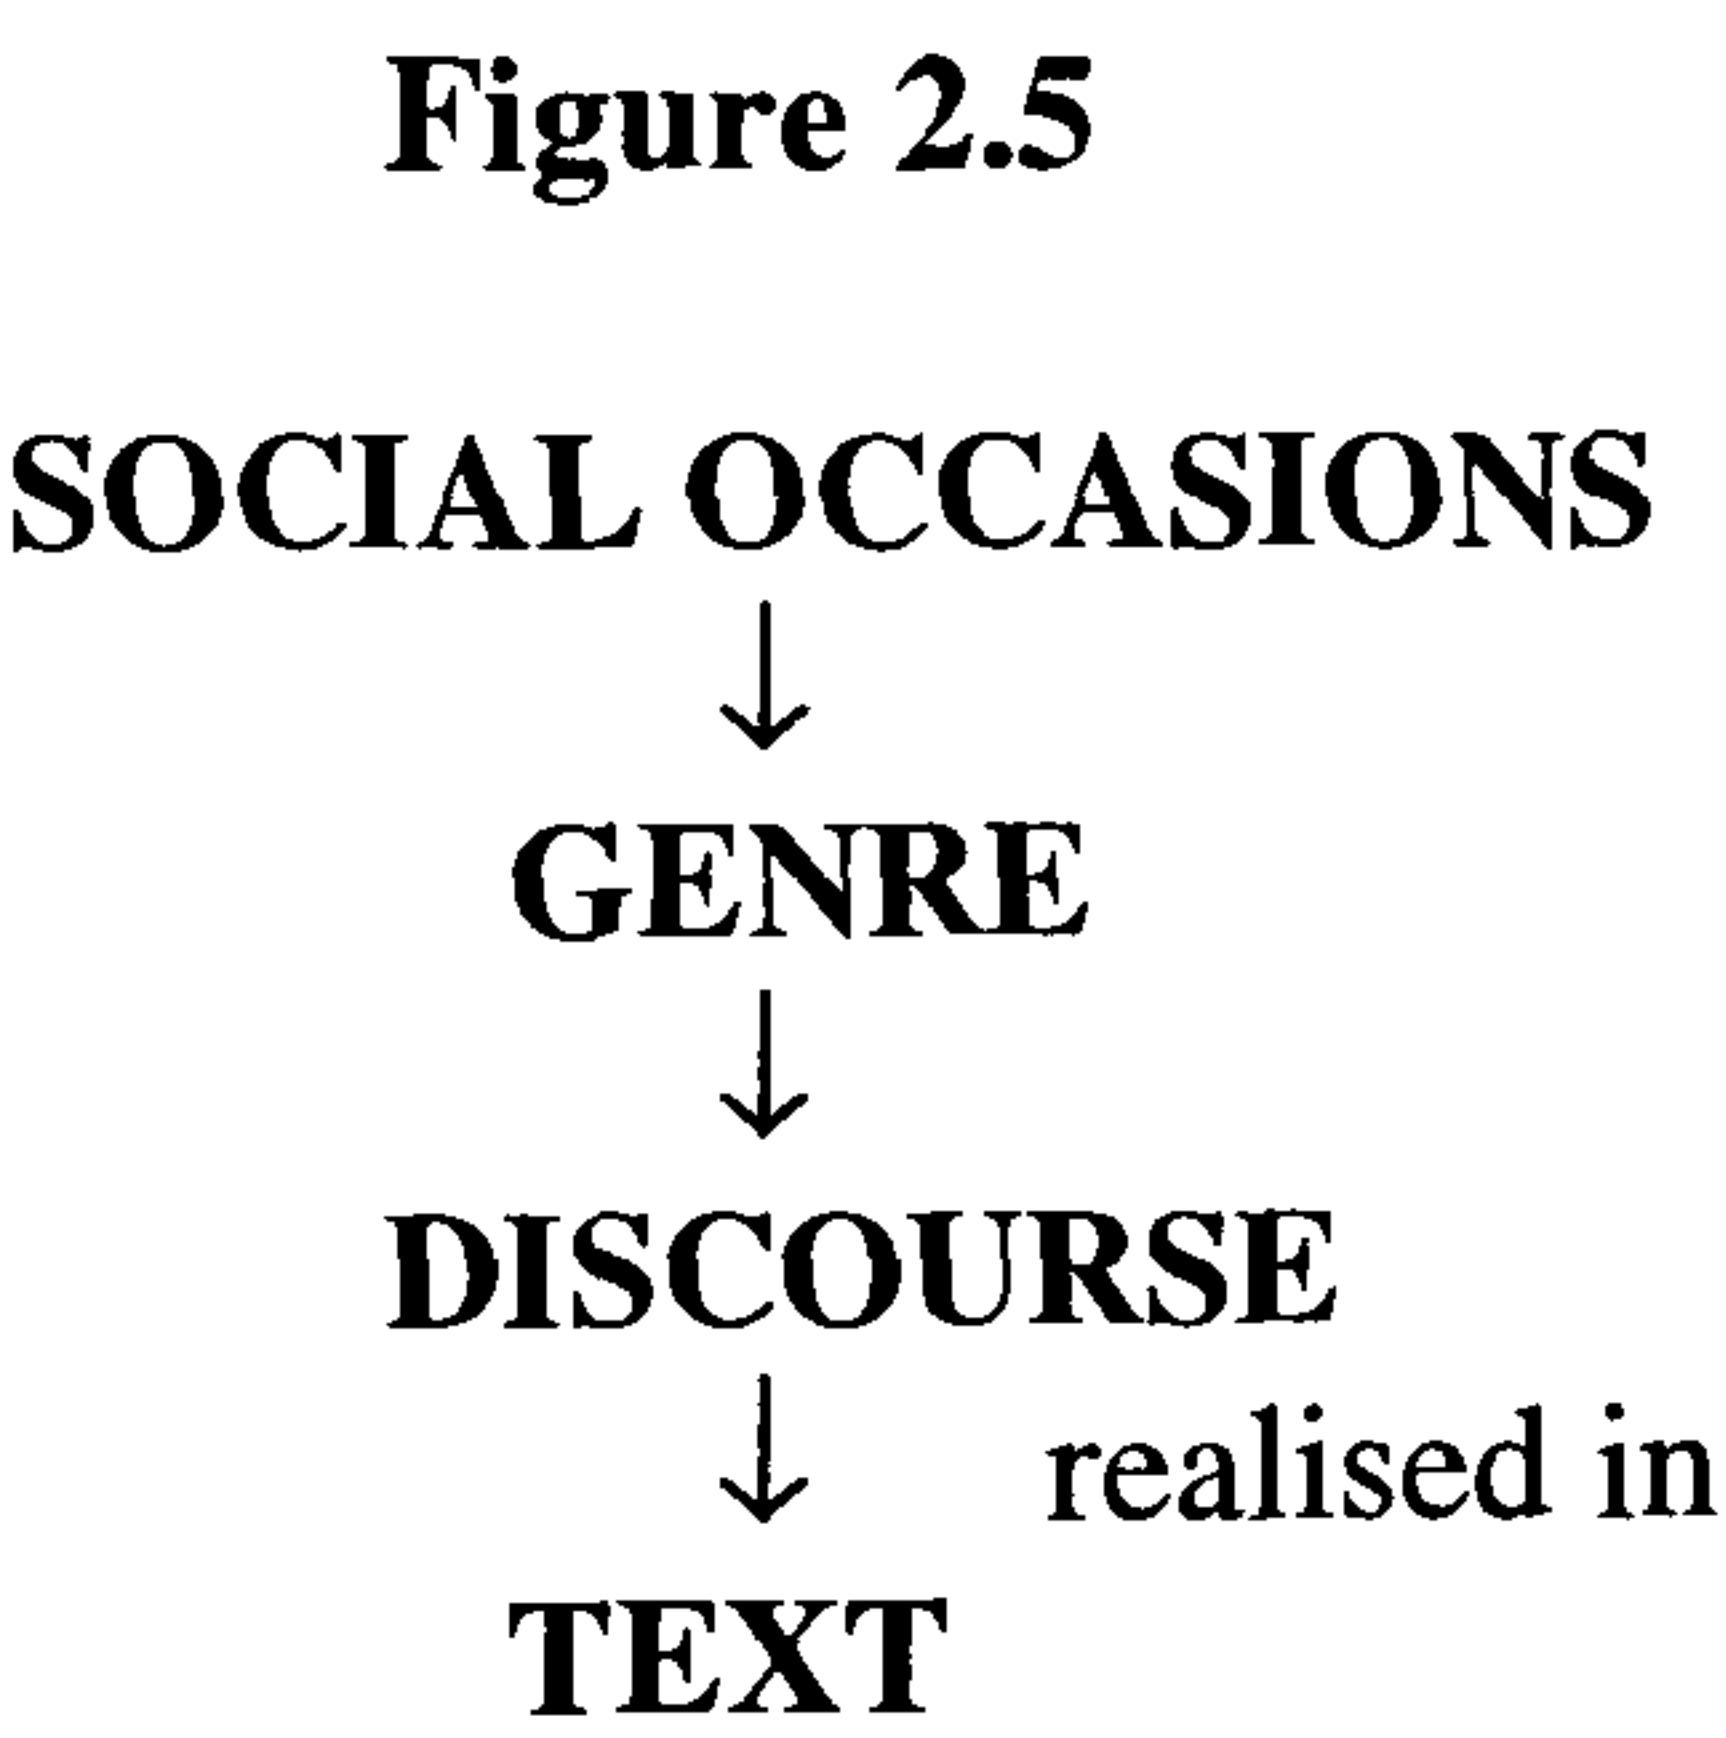 Figure 2.5
SOCIAL OCCASIONS
↓
GENRE
↓
DISCOURSE
↓ realised in
TEXT